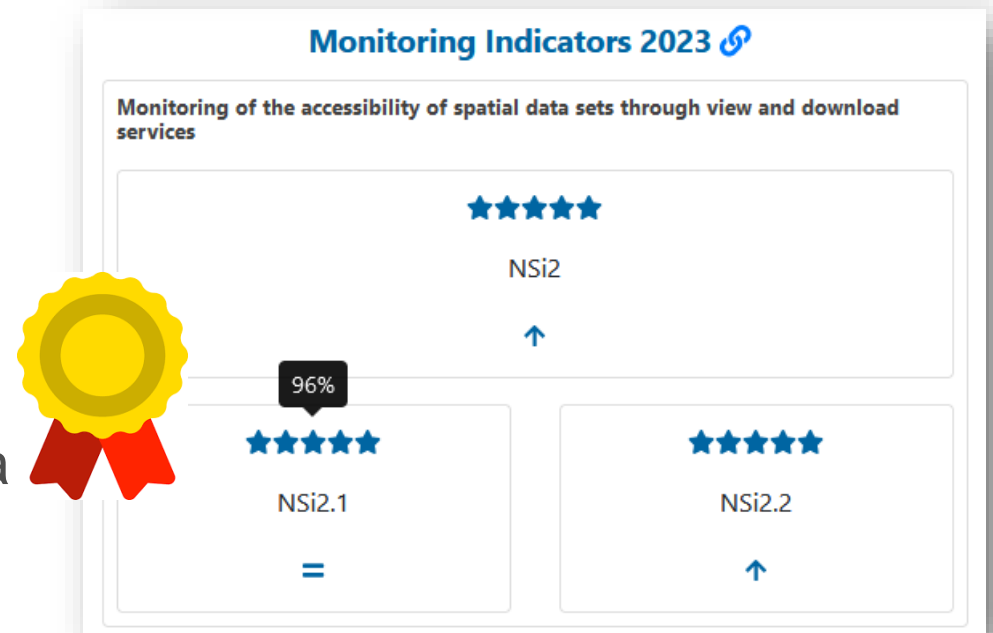 Monitoring Indicators 2023
Monitoring of the accessibility of spatial data sets through view and download
services
NSi2
96%
a
NSi2.1
NSi2.2